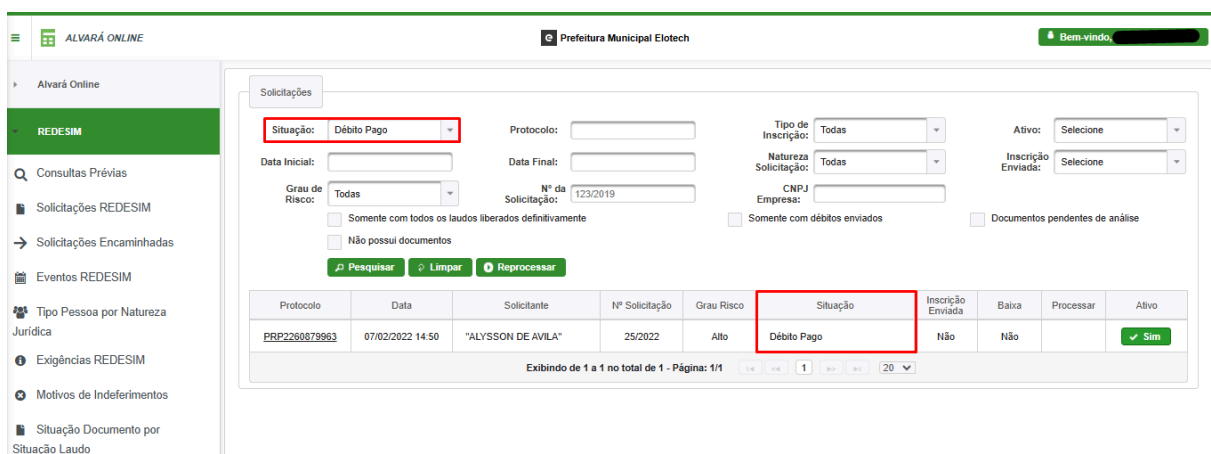 ALVARÁ ONLINE
Prefeitura Municipal Elotech
Bem-vindo,
Alvará Online
REDESIM
Consultas Prévias
Solicitações REDESIM
Solicitações Encaminhadas
Eventos REDESIM
Tipo Pessoa por Natureza
Jurídica
Exigências REDESIM
Motivos de Indeferimentos
Situação Documento por
Situação Laudo
Solicitações
Situação: Débito Pago Protocolo: Tipo de Inscrição: Todas Ativo: Selecione
Data Inicial: Data Final: Natureza Solicitação: Todas Inscrição Enviada: Selecione
Grau de Risco: Todas Nº da Solicitação: 123/2019 CNPJ Empresa:
Somente com todos os laudos liberados definitivamente Somente com débitos enviados Documentos pendentes de análise
Não possui documentos
Pesquisar Limpar Reprocessar
Protocolo Data Solicitante Nº Solicitação Grau Risco Situação Inscrição Enviada Baixa Processar Ativo
PRP2260879963 07/02/2022 14:50 "ALYSSON DE AVILA" 25/2022 Alto Débito Pago Não Não Sim
Exibindo de 1 a 1 no total de 1 - Página: 1/1 1 20